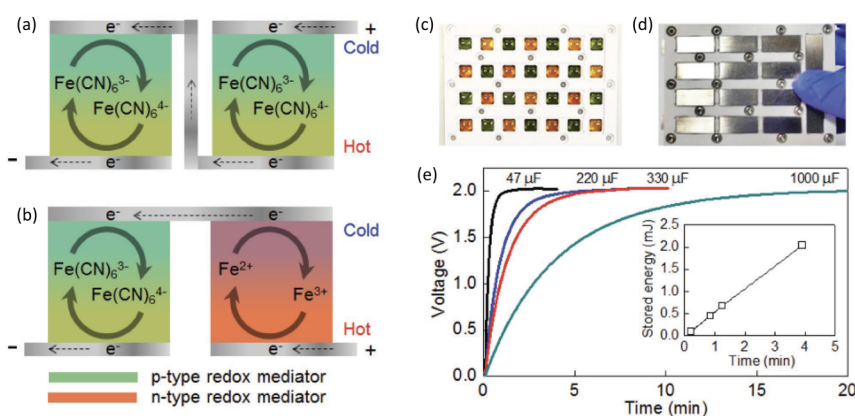 (a)
e⁻
e⁻
+
Cold
Fe(CN)₆³⁻
Fe(CN)₆⁴⁻
Fe(CN)₆³⁻
Fe(CN)₆⁴⁻
Hot
−
e⁻
e⁻
(b)
e⁻
Cold
Fe(CN)₆³⁻
Fe(CN)₆⁴⁻
Fe²⁺
Fe³⁺
Hot
−
e⁻
e⁻
+
p-type redox mediator
n-type redox mediator
(c)
(d)
(e)
47 μF
220 μF
330 μF
1000 μF
Voltage (V)
2.0
1.5
1.0
0.5
0.0
0
5
10
15
20
Time (min)
Stored energy (mJ)
2.5
2.0
1.5
1.0
0.5
0.0
0
1
2
3
4
5
Time (min)